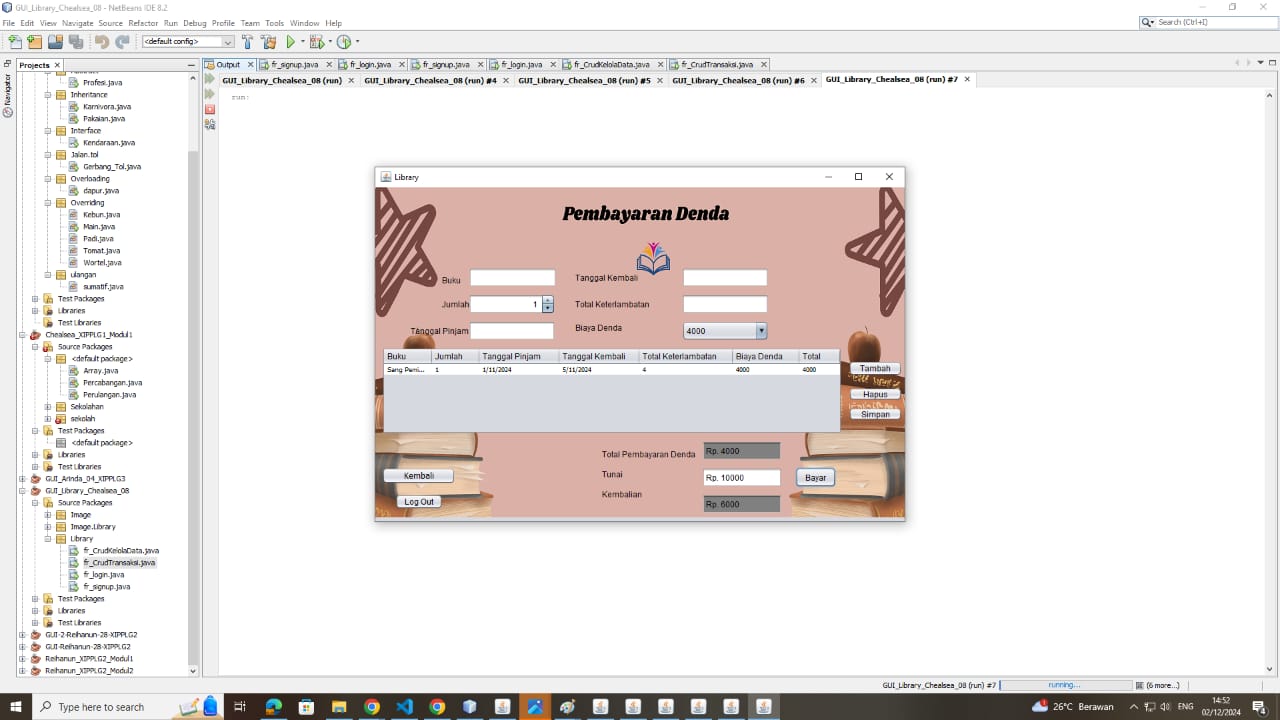 GUI_Library_Chealsea_08 - NetBeans IDE 8.2
File Edit View Navigate Source Refactor Run Debug Profile Team Tools Window Help
Search (Ctrl+I)
<default config>
Projects
Output fr_signup.java fr_login.java fr_signup.java fr_login.java fr_CrudKelolaData.java fr_CrudTransaksi.java
GUI_Library_Chealsea_08 (run) GUI_Library_Chealsea_08 (run) #4 GUI_Library_Chealsea_08 (run) #5 GUI_Library_Chealsea_08 (run) #6 GUI_Library_Chealsea_08 (run) #7
Navigator
run:
Profesi.java
Inheritance
Karnivora.java
Pakaian.java
Interface
Kendaraan.java
Jalan.tol
Gerbang_Tol.java
Overloading
dapur.java
Overriding
Kebun.java
Main.java
Padi.java
Tomat.java
Wortel.java
ulangan
sumatif.java
Test Packages
Libraries
Test Libraries
Chealsea_XIPPLG1_Modul1
Source Packages
<default package>
Array.java
Percabangan.java
Perulangan.java
Sekolahan
sekolah
Test Packages
<default package>
Libraries
Test Libraries
GUI_Arinda_04_XIPPLG3
GUI_Library_Chealsea_08
Source Packages
Image
Image.Library
Library
fr_CrudKelolaData.java
fr_CrudTransaksi.java
fr_login.java
fr_signup.java
Test Packages
Libraries
Test Libraries
GUI-2-Reihanun-28-XIPPLG2
GUI-Reihanun-28-XIPPLG2
Reihanun_XIPPLG2_Modul1
Reihanun_XIPPLG2_Modul2
Library
Pembayaran Denda
Buku Tanggal Kembali
Jumlah 1 Total Keterlambatan
Tanggal Pinjam Biaya Denda 4000
Buku Jumlah Tanggal Pinjam Tanggal Kembali Total Keterlambatan Biaya Denda Total
Sang Pemi... 1 1/11/2024 5/11/2024 4 4000 4000
Tambah
Hapus
Simpan
Total Pembayaran Denda Rp. 4000
Kembali Tunai Rp. 10000 Bayar
Log Out Kembalian Rp. 6000
GUI_Library_Chealsea_08 (run) #7 running... (6 more...)
Type here to search
26°C Berawan ENG 14:52
02/12/2024